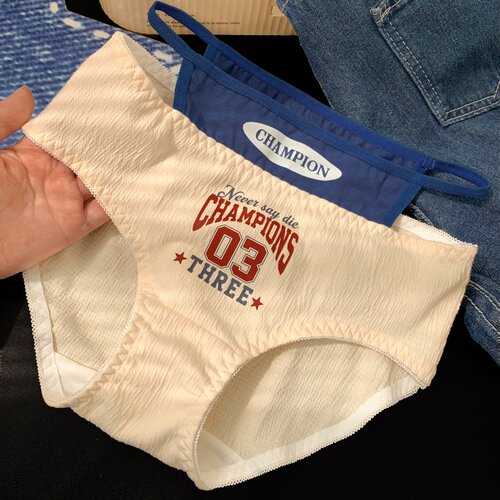 CHAMPION
Never say die
CHAMPIONS
03
THREE